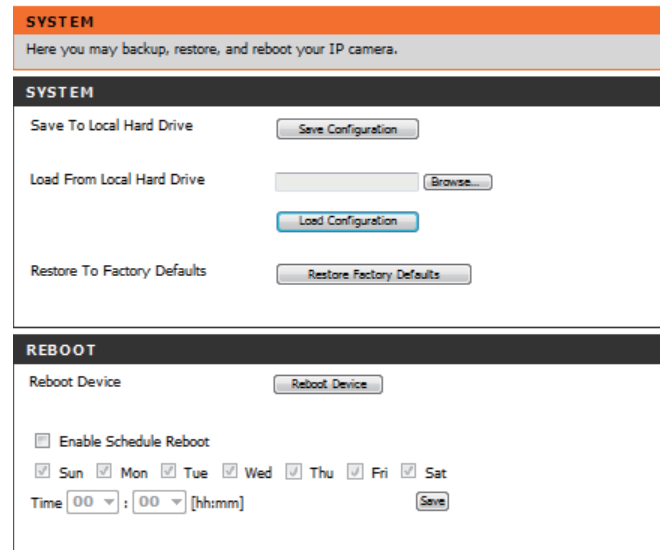 SYSTEM
Here you may backup, restore, and reboot your IP camera.
SYSTEM
Save To Local Hard Drive Save Configuration
Load From Local Hard Drive Browse...
Load Configuration
Restore To Factory Defaults Restore Factory Defaults
REBOOT
Reboot Device Reboot Device
Enable Schedule Reboot
Sun Mon Tue Wed Thu Fri Sat
Time 00 : 00 [hh:mm] Save